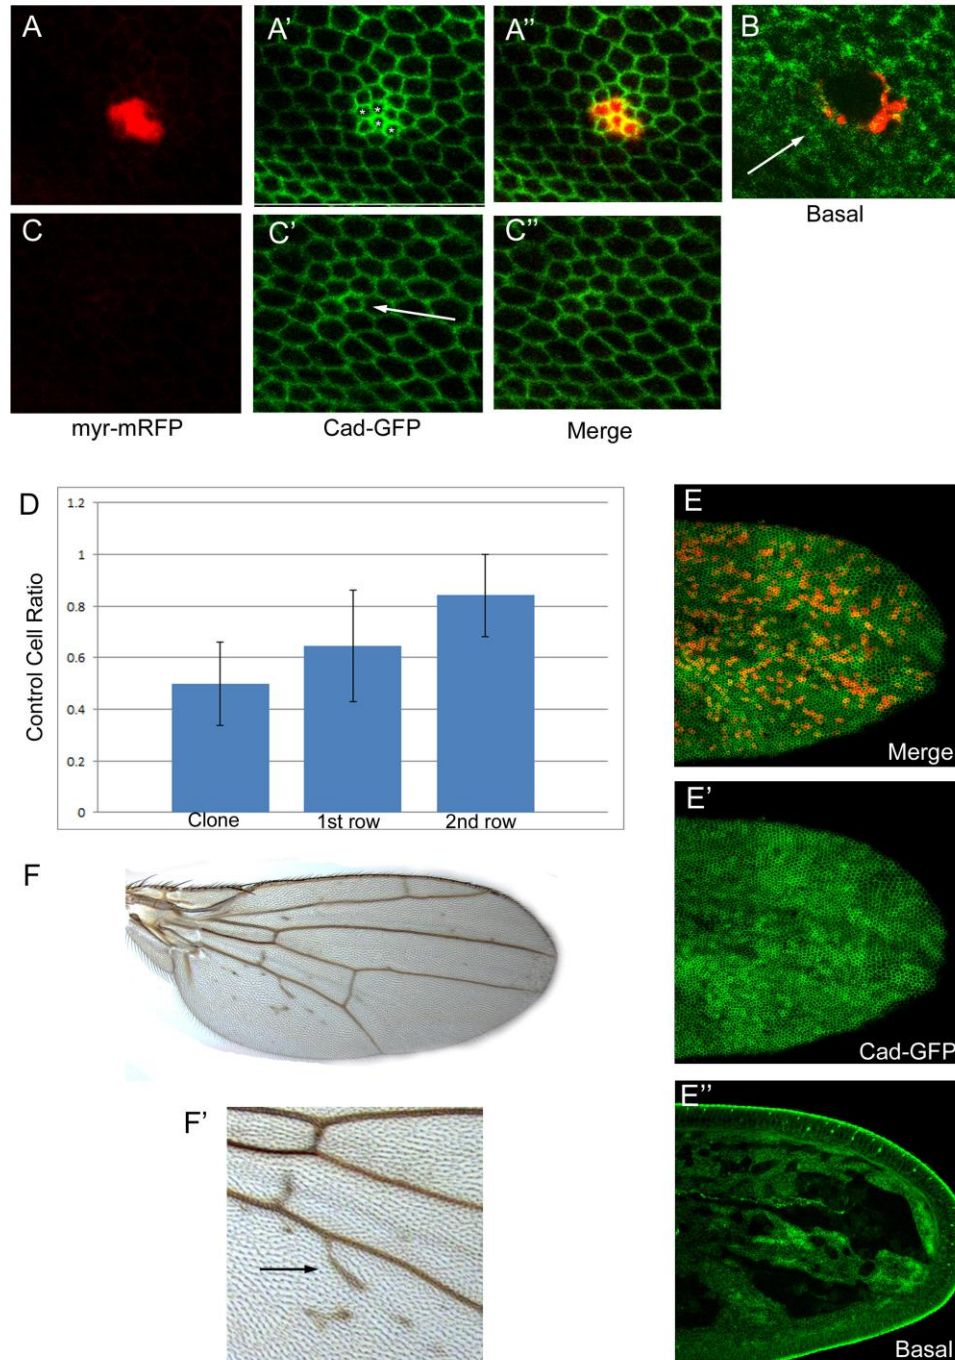 A
A'
A''
B
Basal
C
C'
C''
myr-mRFP
Cad-GFP
Merge
D
1.2
1
0.8
0.6
0.4
0.2
0
Control Cell Ratio
Clone
1st row
2nd row
E
Merge
E'
Cad-GFP
E''
Basal
F
F'